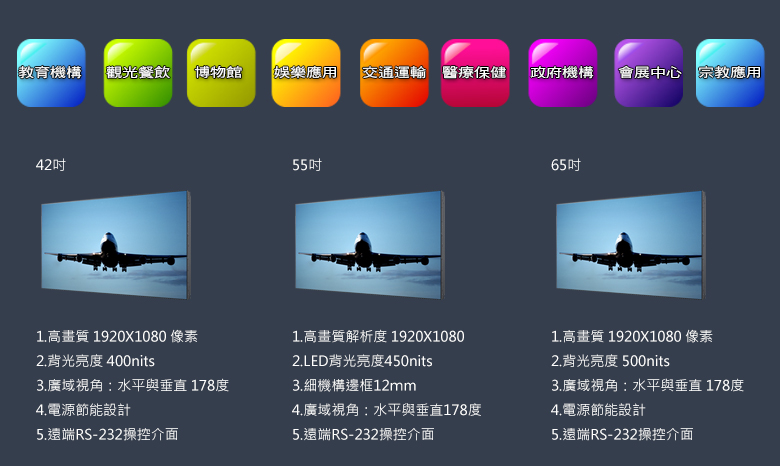 教育機構
觀光餐飲
博物館
娛樂應用
交通運輸
醫療保健
政府機構
會展中心
宗教應用
42吋
1.高畫質 1920X1080 像素
2.背光亮度 400nits
3.廣域視角：水平與垂直 178度
4.電源節能設計
5.遠端RS-232操控介面
55吋
1.高畫質解析度 1920X1080
2.LED背光亮度450nits
3.細機構邊框12mm
4.廣域視角：水平與垂直178度
5.遠端RS-232操控介面
65吋
1.高畫質 1920X1080 像素
2.背光亮度 500nits
3.廣域視角：水平與垂直 178度
4.電源節能設計
5.遠端RS-232操控介面